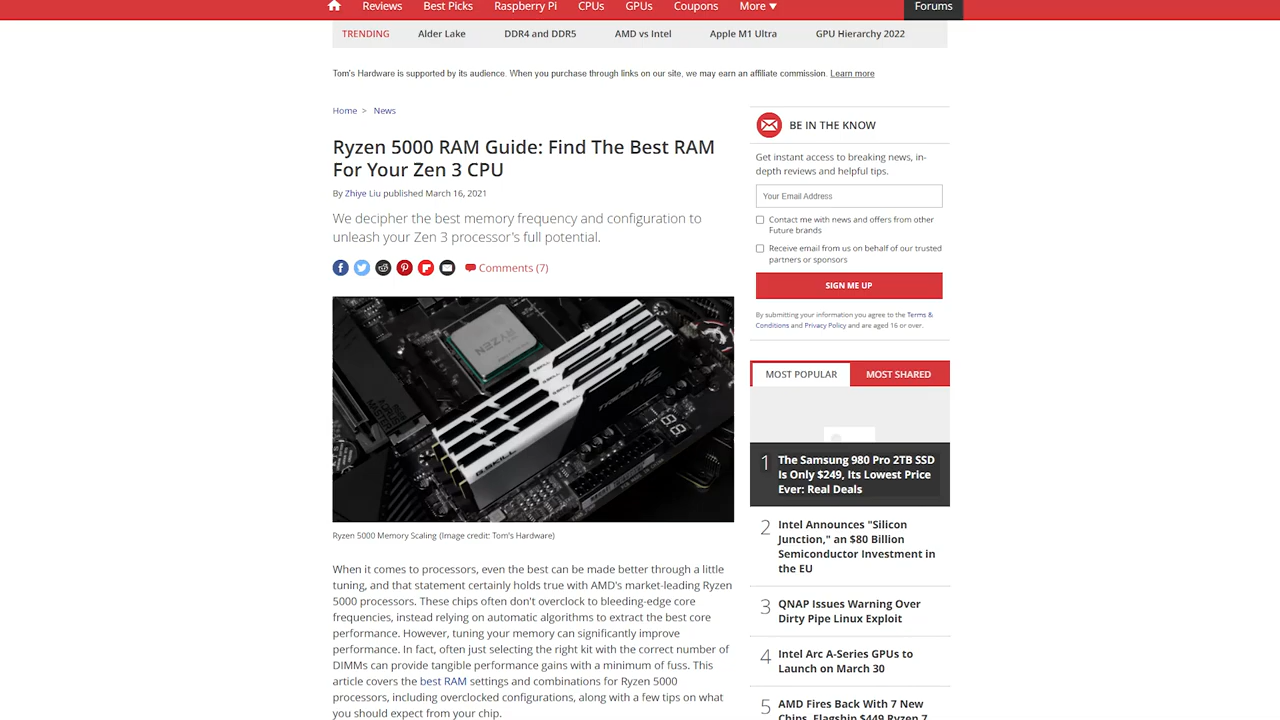 Reviews Best Picks Raspberry Pi CPUs GPUs Coupons More ▼ Forums
TRENDING Alder Lake DDR4 and DDR5 AMD vs Intel Apple M1 Ultra GPU Hierarchy 2022
Tom's Hardware is supported by its audience. When you purchase through links on our site, we may earn an affiliate commission. Learn more
Home > News
Ryzen 5000 RAM Guide: Find The Best RAM
For Your Zen 3 CPU
By Zhiye Liu published March 16, 2021
We decipher the best memory frequency and configuration to
unleash your Zen 3 processor's full potential.
Comments (7)
RYZEN
G.SKILL
TRIDENT Z
88
Ryzen 5000 Memory Scaling (Image credit: Tom's Hardware)
When it comes to processors, even the best can be made better through a little
tuning, and that statement certainly holds true with AMD's market-leading Ryzen
5000 processors. These chips often don't overclock to bleeding-edge core
frequencies, instead relying on automatic algorithms to extract the best core
performance. However, tuning your memory can significantly improve
performance. In fact, often just selecting the right kit with the correct number of
DIMMs can provide tangible performance gains with a minimum of fuss. This
article covers the best RAM settings and combinations for Ryzen 5000
processors, including overclocked configurations, along with a few tips on what
you should expect from your chip.
BE IN THE KNOW
Get instant access to breaking news, in-
depth reviews and helpful tips.
Your Email Address
Contact me with news and offers from other
Future brands
Receive email from us on behalf of our trusted
partners or sponsors
SIGN ME UP
By submitting your information you agree to the Terms &
Conditions and Privacy Policy and are aged 16 or over.
MOST POPULAR MOST SHARED
1 The Samsung 980 Pro 2TB SSD
Is Only $249, Its Lowest Price
Ever: Real Deals
2 Intel Announces "Silicon
Junction," an $80 Billion
Semiconductor Investment in
the EU
3 QNAP Issues Warning Over
Dirty Pipe Linux Exploit
4 Intel Arc A-Series GPUs to
Launch on March 30
5 AMD Fires Back With 7 New
Chips, Flagship $449 Ryzen 7